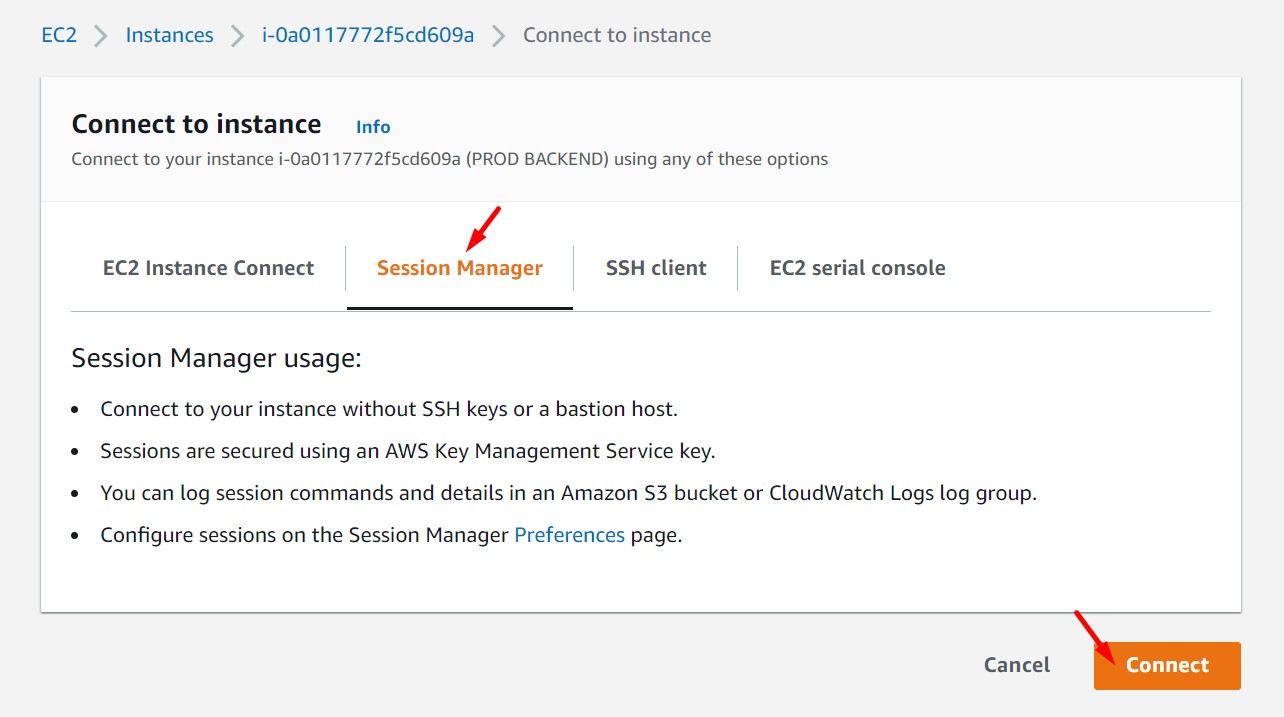 EC2 Instances i-0a0117772f5cd609a Connect to instance
Connect to instance Info
Connect to your instance i-0a0117772f5cd609a (PROD BACKEND) using any of these options
EC2 Instance Connect Session Manager SSH client EC2 serial console
Session Manager usage:
Connect to your instance without SSH keys or a bastion host.
Sessions are secured using an AWS Key Management Service key.
You can log session commands and details in an Amazon S3 bucket or CloudWatch Logs log group.
Configure sessions on the Session Manager Preferences page.
Cancel Connect